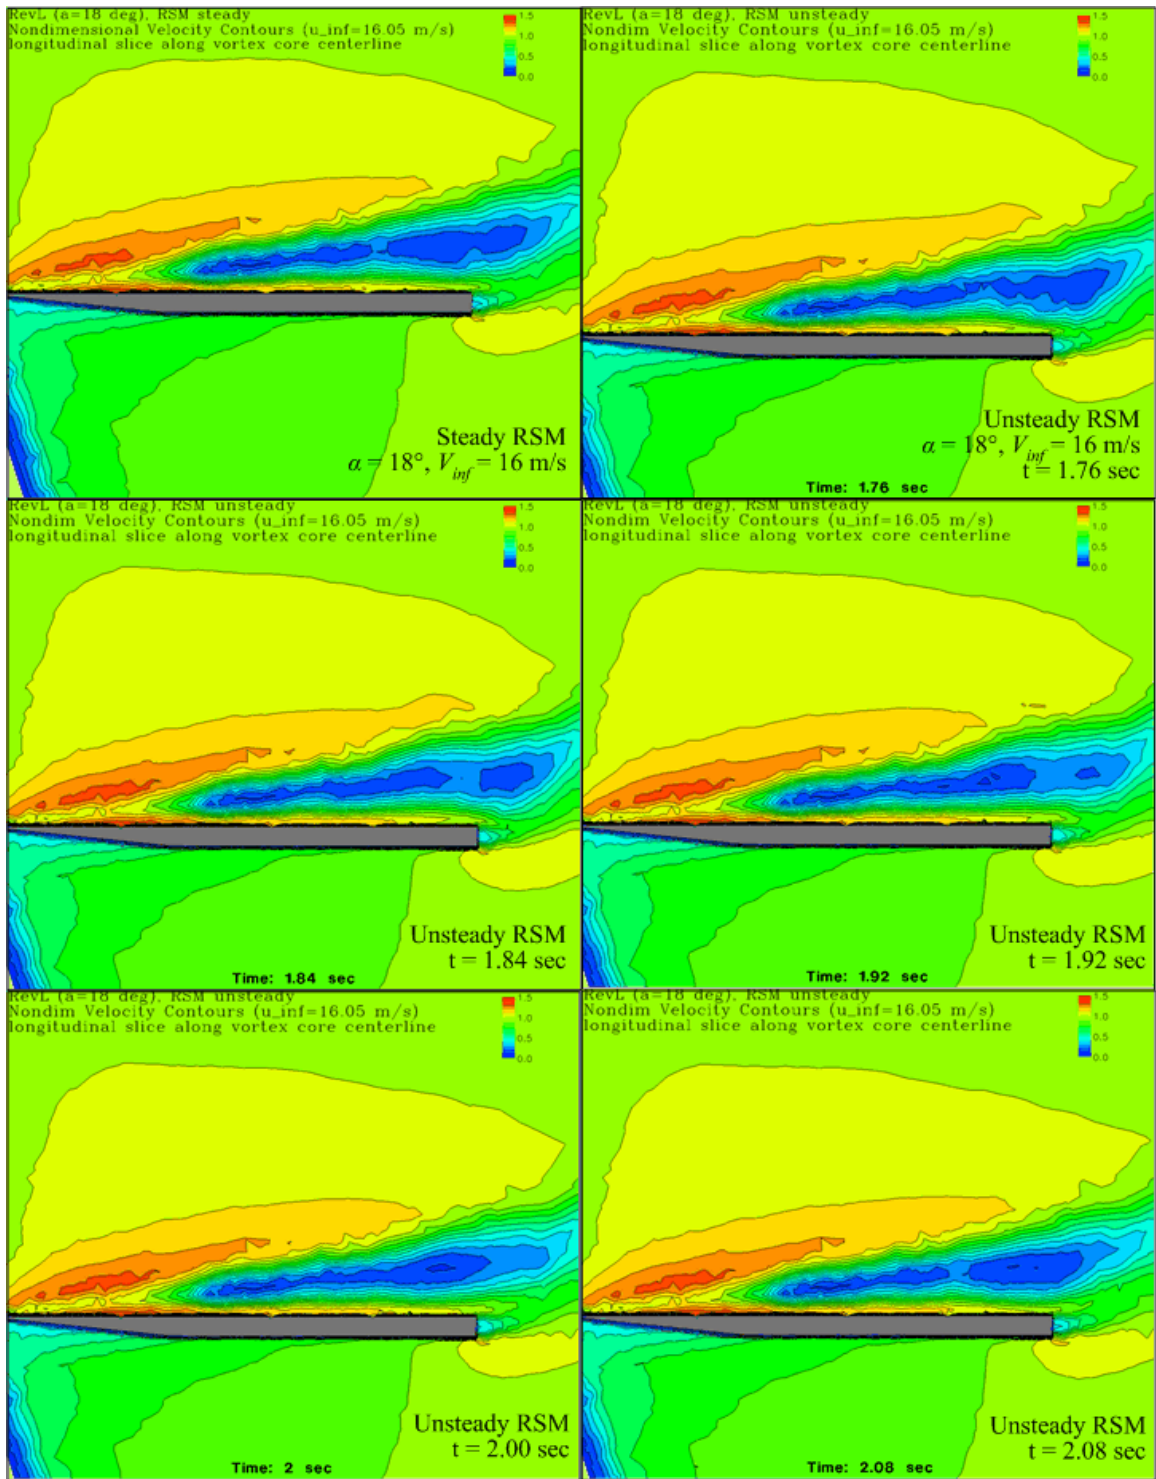 RevL (a=18 deg), RSM steady
Nondimensional Velocity Contours (u_inf=16.05 m/s)
longitudinal slice along vortex core centerline
1.5
1.0
0.5
0.0
Steady RSM
α = 18°, Vinf = 16 m/s
RevL (a=18 deg), RSM unsteady
Nondim Velocity Contours (u_inf=16.05 m/s)
longitudinal slice along vortex core centerline
1.5
1.0
0.5
0.0
Unsteady RSM
α = 18°, Vinf = 16 m/s
t = 1.76 sec
Time: 1.76 sec
RevL (a=18 deg), RSM unsteady
Nondim Velocity Contours (u_inf=16.05 m/s)
longitudinal slice along vortex core centerline
1.5
1.0
0.5
0.0
Unsteady RSM
t = 1.84 sec
Time: 1.84 sec
RevL (a=18 deg), RSM unsteady
Nondim Velocity Contours (u_inf=16.05 m/s)
longitudinal slice along vortex core centerline
1.5
1.0
0.5
0.0
Unsteady RSM
t = 1.92 sec
Time: 1.92 sec
RevL (a=18 deg), RSM unsteady
Nondim Velocity Contours (u_inf=16.05 m/s)
longitudinal slice along vortex core centerline
1.5
1.0
0.5
0.0
Unsteady RSM
t = 2.00 sec
Time: 2 sec
RevL (a=18 deg), RSM unsteady
Nondim Velocity Contours (u_inf=16.05 m/s)
longitudinal slice along vortex core centerline
1.5
1.0
0.5
0.0
Unsteady RSM
t = 2.08 sec
Time: 2.08 sec